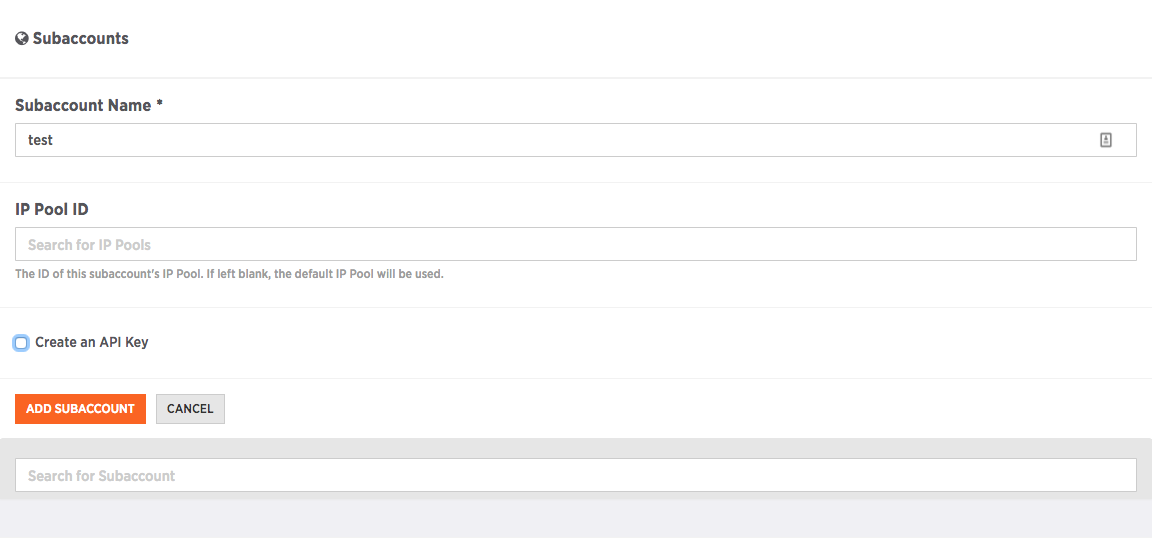 Subaccounts
Subaccount Name *
test
IP Pool ID
Search for IP Pools
The ID of this subaccount's IP Pool. If left blank, the default IP Pool will be used.
Create an API Key
ADD SUBACCOUNT CANCEL
Search for Subaccount